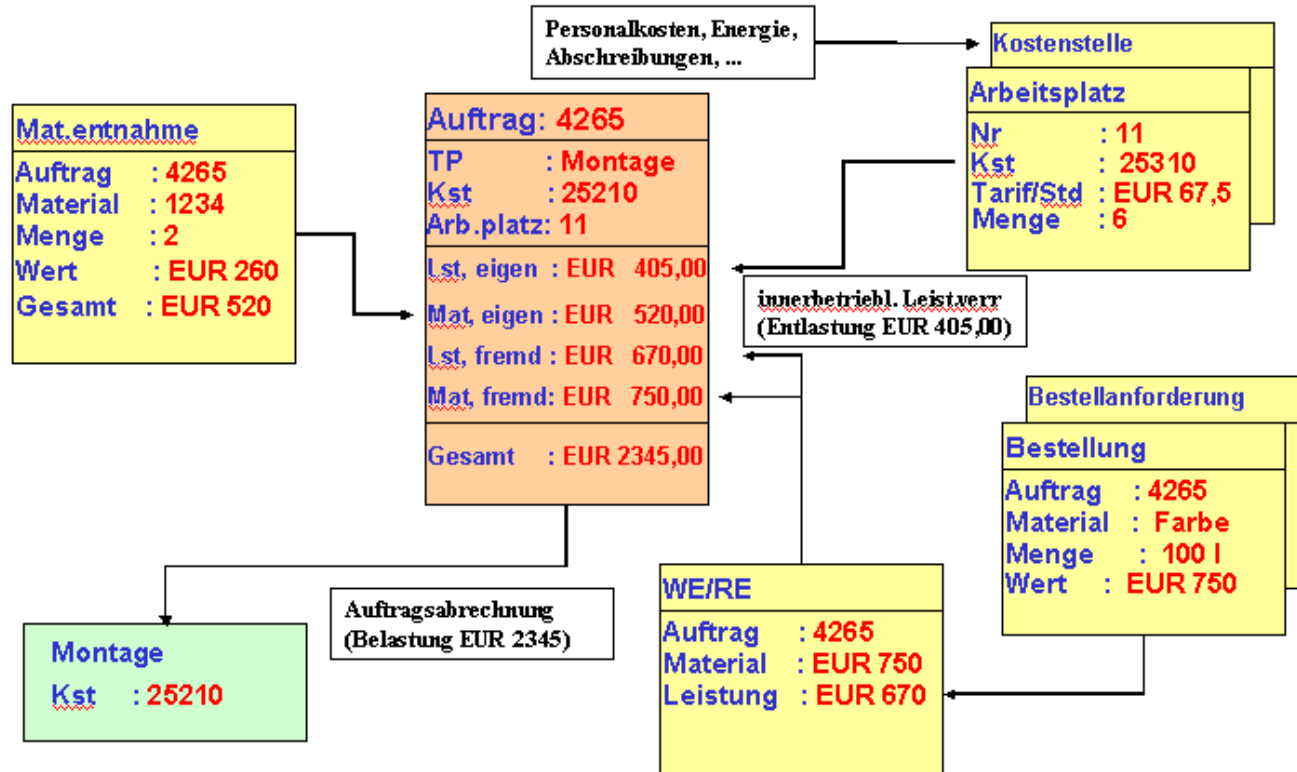 Personalkosten, Energie,
Abschreibungen, ...
Kostenstelle
Arbeitsplatz
Nr : 11
Kst : 25310
Tarif/Std : EUR 67,5
Menge : 6
Mat.entnahme
Auftrag : 4265
Material : 1234
Menge : 2
Wert : EUR 260
Gesamt : EUR 520
Auftrag: 4265
TP : Montage
Kst : 25210
Arb.platz: 11
Lst, eigen : EUR 405,00
Mat, eigen : EUR 520,00
Lst, fremd : EUR 670,00
Mat, fremd: EUR 750,00
Gesamt : EUR 2345,00
innerbetriebl. Leist.verr
(Entlastung EUR 405,00)
Bestellanforderung
Bestellung
Auftrag : 4265
Material : Farbe
Menge : 100 l
Wert : EUR 750
WE/RE
Auftrag : 4265
Material : EUR 750
Leistung : EUR 670
Auftragsabrechnung
(Belastung EUR 2345)
Montage
Kst : 25210